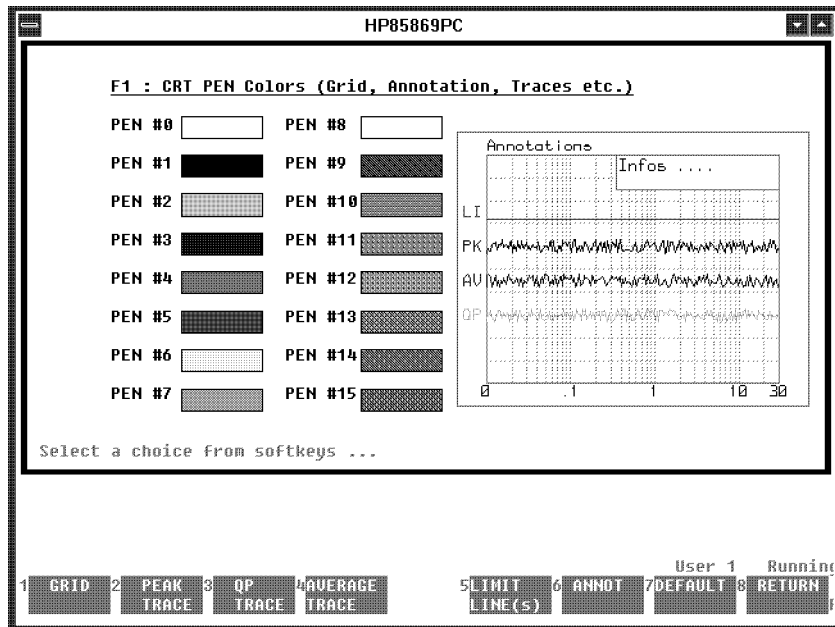 HP85869PC
F1 : CRT PEN Colors (Grid, Annotation, Traces etc.)
PEN #0 PEN #8
PEN #1 PEN #9
PEN #2 PEN #10
PEN #3 PEN #11
PEN #4 PEN #12
PEN #5 PEN #13
PEN #6 PEN #14
PEN #7 PEN #15
Annotations
Infos ....
LI
PK
AV
QP
0 .1 1 10 30
Select a choice from softkeys ...
User 1 Running
1 GRID 2 PEAK TRACE 3 QP TRACE 4 AVERAGE TRACE 5 LIMIT LINE(s) 6 ANNOT 7 DEFAULT 8 RETURN